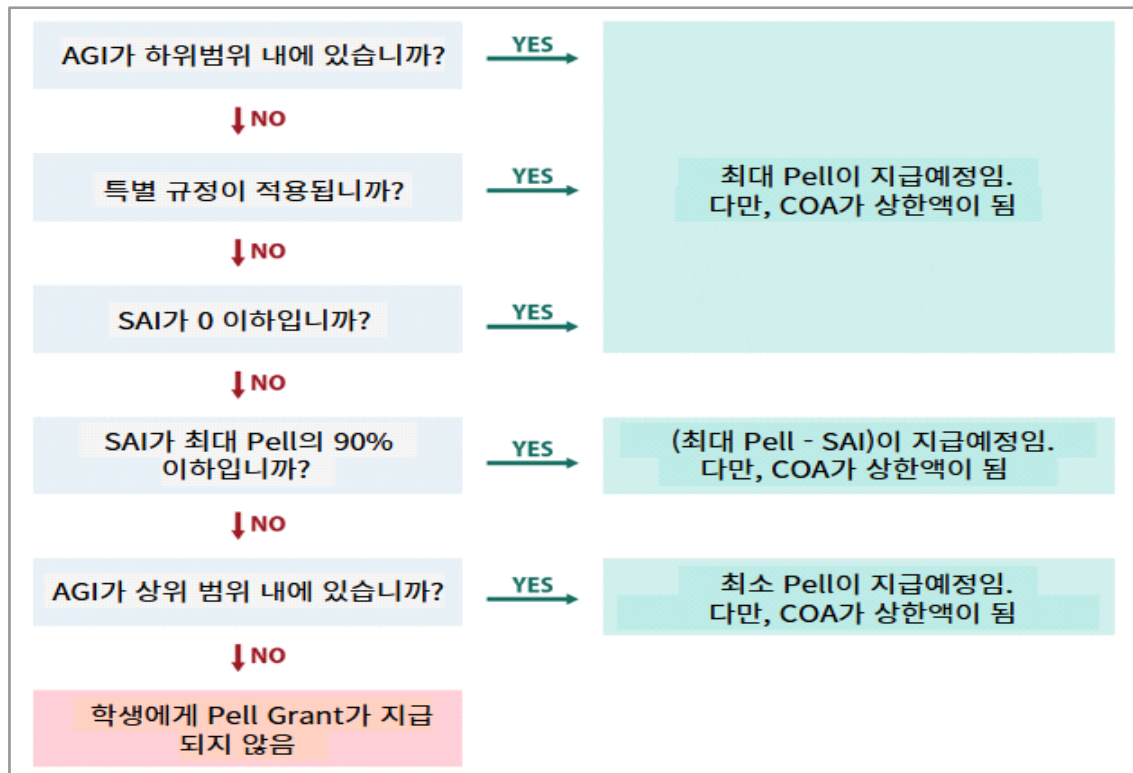 AGI가 하위범위 내에 있습니까?
YES
NO
특별 규정이 적용됩니까?
YES
최대 Pell이 지급예정임.
다만, COA가 상한액이 됨
NO
SAI가 0 이하입니까?
YES
NO
SAI가 최대 Pell의 90%
이하입니까?
YES
(최대 Pell - SAI)이 지급예정임.
다만, COA가 상한액이 됨
NO
AGI가 상위 범위 내에 있습니까?
YES
최소 Pell이 지급예정임.
다만, COA가 상한액이 됨
NO
학생에게 Pell Grant가 지급
되지 않음